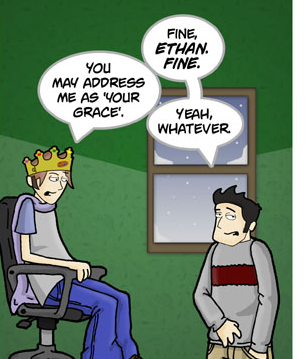 YOU
MAY ADDRESS
ME AS 'YOUR
GRACE'.
FINE,
ETHAN.
FINE.
YEAH,
WHATEVER.